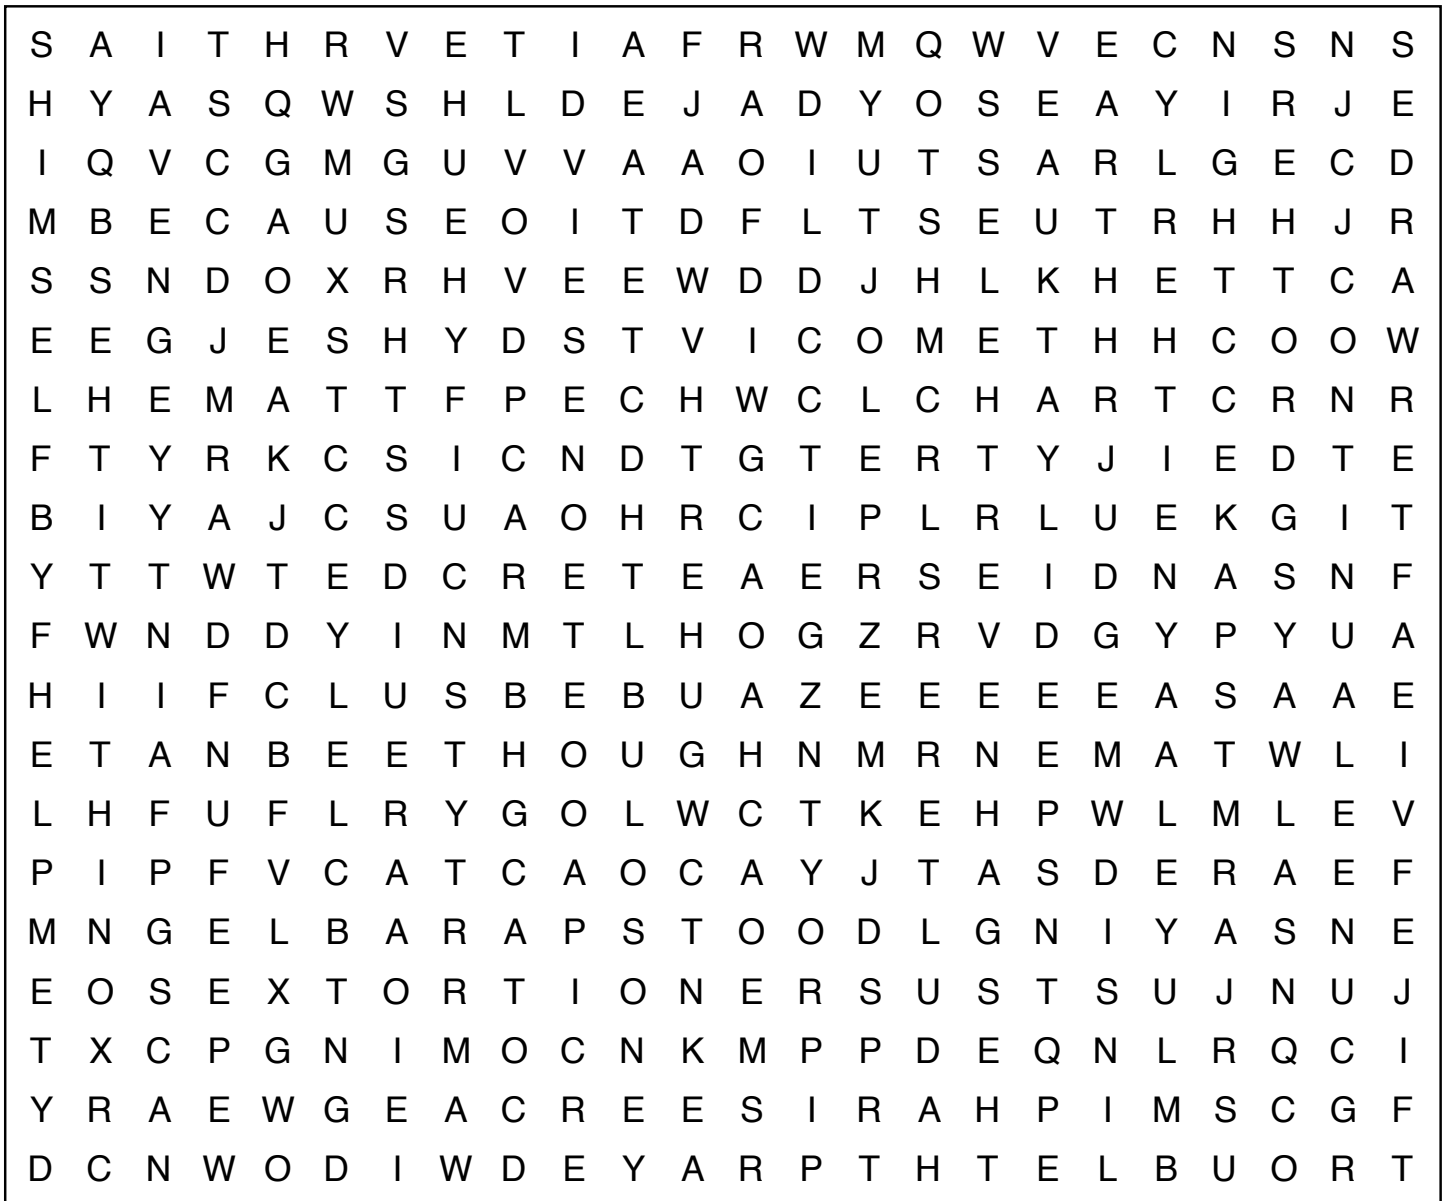 S A I T H R V E T I A F R W M Q W V E C N S N S
H Y A S Q W S H L D E J A D Y O S E A Y I R J E
I Q V C G M G U V V A A O I U T S A R L G E C D
M B E C A U S E O I T D F L T S E U T R H H J R
S S N D O X R H V E E W D D J H L K H E T T C A
E E G J E S H Y D S T V I C O M E T H H C O O W
L H E M A T T F P E C H W C L C H A R T C R N R
F T Y R K C S I C N D T G T E R T Y J I E D T E
B I Y A J C S U A O H R C I P L R L U E K G I T
Y T T W T E D C R E T E A E R S E I D N A S N F
F W N D D Y I N M T L H O G Z R V D G Y P Y U A
H I I F C L U S B E B U A Z E E E E E A S A A E
E T A N B E E T H O U G H N M R N E M A T W L I
L H F U F L R Y G O L W C T K E H P W L M L E V
P I P F V C A T C A O C A Y J T A S D E R A E F
M N G E L B A R A P S T O O D L G N I Y A S N E
E O S E X T O R T I O N E R S U S T S U J N U J
T X C P G N I M O C N K M P P D E Q N L R Q C I
Y R A E W G E A C R E E S I R A H P I M S C G F
D C N W O D I W D E Y A R P T H T E L B U O R T